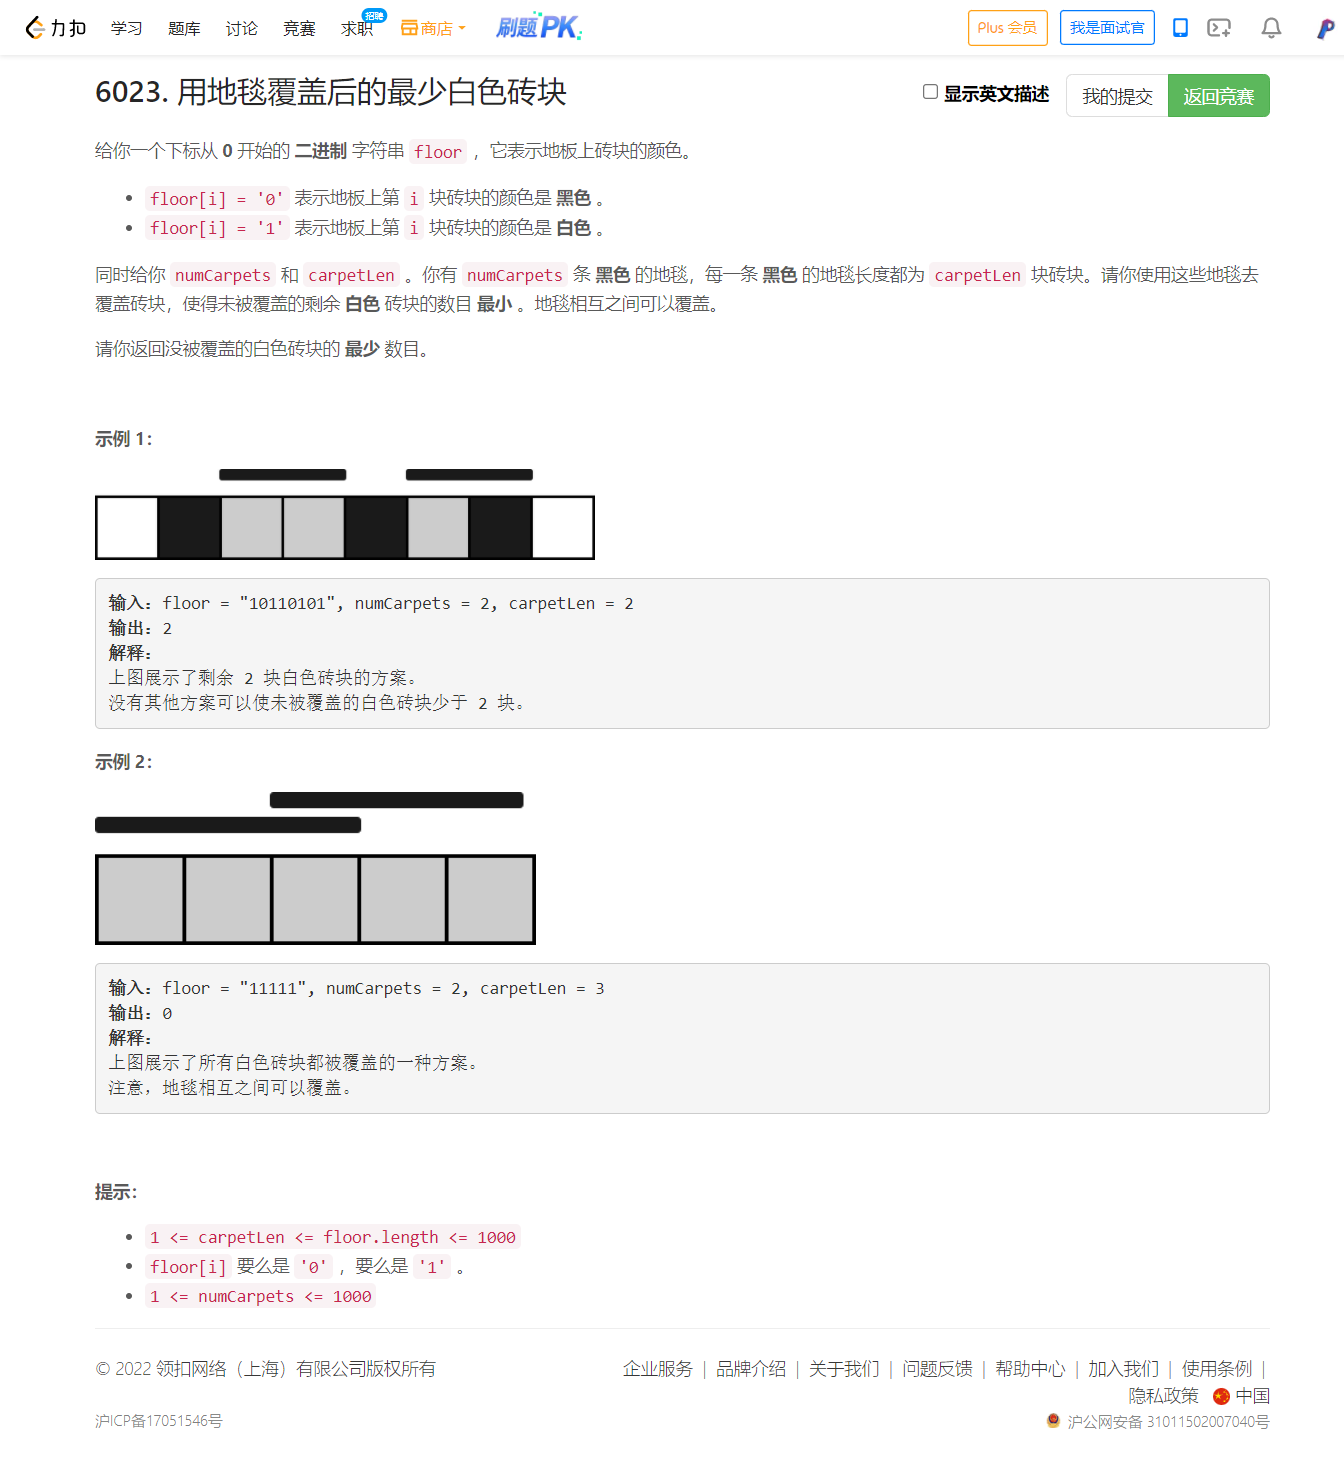 力扣 学习 题库 讨论 竞赛 求职 招聘 商店 刷题PK. Plus 会员 我是面试官
6023. 用地毯覆盖后的最少白色砖块 显示英文描述 我的提交 返回竞赛
给你一个下标从 0 开始的 二进制 字符串 floor ，它表示地板上砖块的颜色。
floor[i] = '0' 表示地板上第 i 块砖块的颜色是 黑色 。
floor[i] = '1' 表示地板上第 i 块砖块的颜色是 白色 。
同时给你 numCarpets 和 carpetLen 。你有 numCarpets 条 黑色 的地毯，每一条 黑色 的地毯长度都为 carpetLen 块砖块。请你使用这些地毯去
覆盖砖块，使得未被覆盖的剩余 白色 砖块的数目 最小 。地毯相互之间可以覆盖。
请你返回没被覆盖的白色砖块的 最少 数目。
示例 1：
输入：floor = "10110101", numCarpets = 2, carpetLen = 2
输出：2
解释：
上图展示了剩余 2 块白色砖块的方案。
没有其他方案可以使未被覆盖的白色砖块少于 2 块。
示例 2：
输入：floor = "11111", numCarpets = 2, carpetLen = 3
输出：0
解释：
上图展示了所有白色砖块都被覆盖的一种方案。
注意，地毯相互之间可以覆盖。
提示：
1 <= carpetLen <= floor.length <= 1000
floor[i] 要么是 '0' ，要么是 '1' 。
1 <= numCarpets <= 1000
© 2022 领扣网络（上海）有限公司版权所有 企业服务 | 品牌介绍 | 关于我们 | 问题反馈 | 帮助中心 | 加入我们 | 使用条例 |
隐私政策 中国
沪ICP备17051546号 沪公网安备 31011502007040号